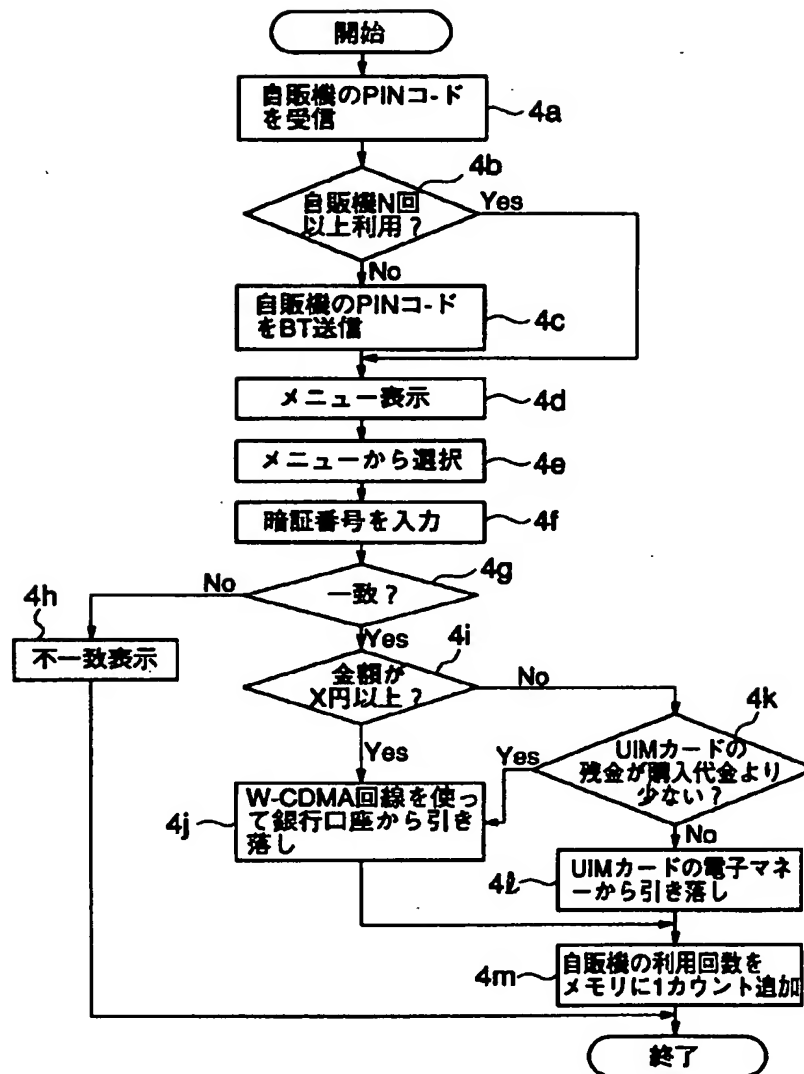 開始
自販機のPINコード
を受信
4a
4b
自販機N回
以上利用?
Yes
No
自販機のPINコード
をBT送信
4c
メニュー表示
4d
メニューから選択
4e
暗証番号を入力
4f
4g
一致?
No
Yes
4h
不一致表示
4i
金額が
X円以上?
No
Yes
4k
UIMカードの
残金が購入代金より
少ない?
Yes
No
4j
W-CDMA回線を使っ
て銀行口座から引き
落し
4ℓ
UIMカードの電子マネ
ーから引き落し
4m
自販機の利用回数を
メモリに1カウント追加
終了